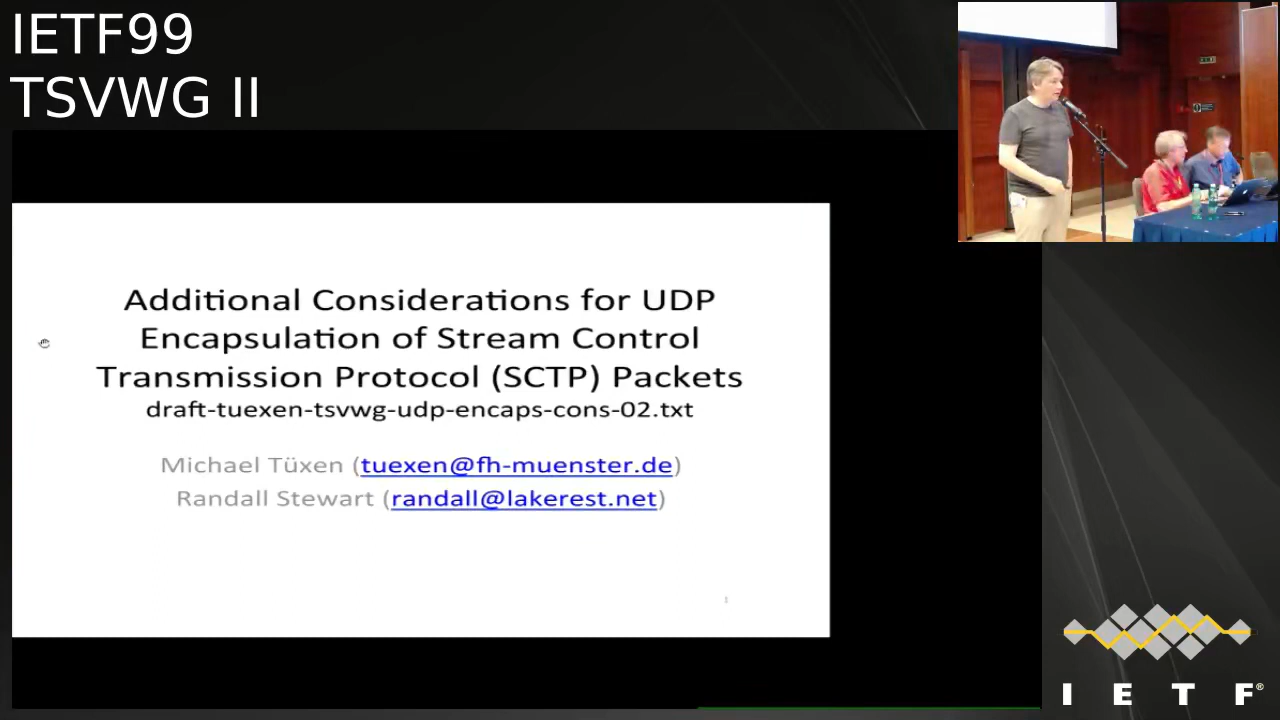 IETF99
TSVWG II
Additional Considerations for UDP
Encapsulation of Stream Control
Transmission Protocol (SCTP) Packets
draft-tuexen-tsvwg-udp-encaps-cons-02.txt
Michael Tüxen (tuexen@fh-muenster.de)
Randall Stewart (randall@lakerest.net)
1
I E T F®